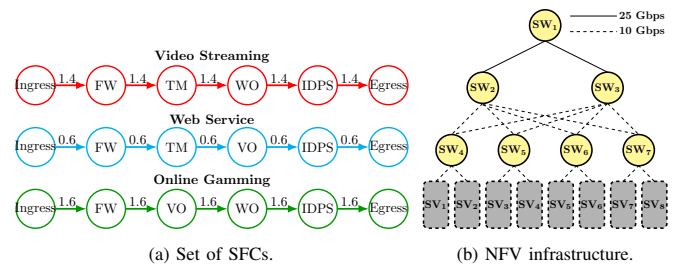 Video Streaming
Ingress 1.4 FW 1.4 TM 1.4 WO 1.4 IDPS 1.4 Egress
Web Service
Ingress 0.6 FW 0.6 TM 0.6 VO 0.6 IDPS 0.6 Egress
Online Gamming
Ingress 1.6 FW 1.6 VO 1.6 WO 1.6 IDPS 1.6 Egress
(a) Set of SFCs.
25 Gbps
10 Gbps
SW1
SW2 SW3
SW4 SW5 SW6 SW7
SV1 SV2 SV3 SV4 SV5 SV6 SV7 SV8
(b) NFV infrastructure.